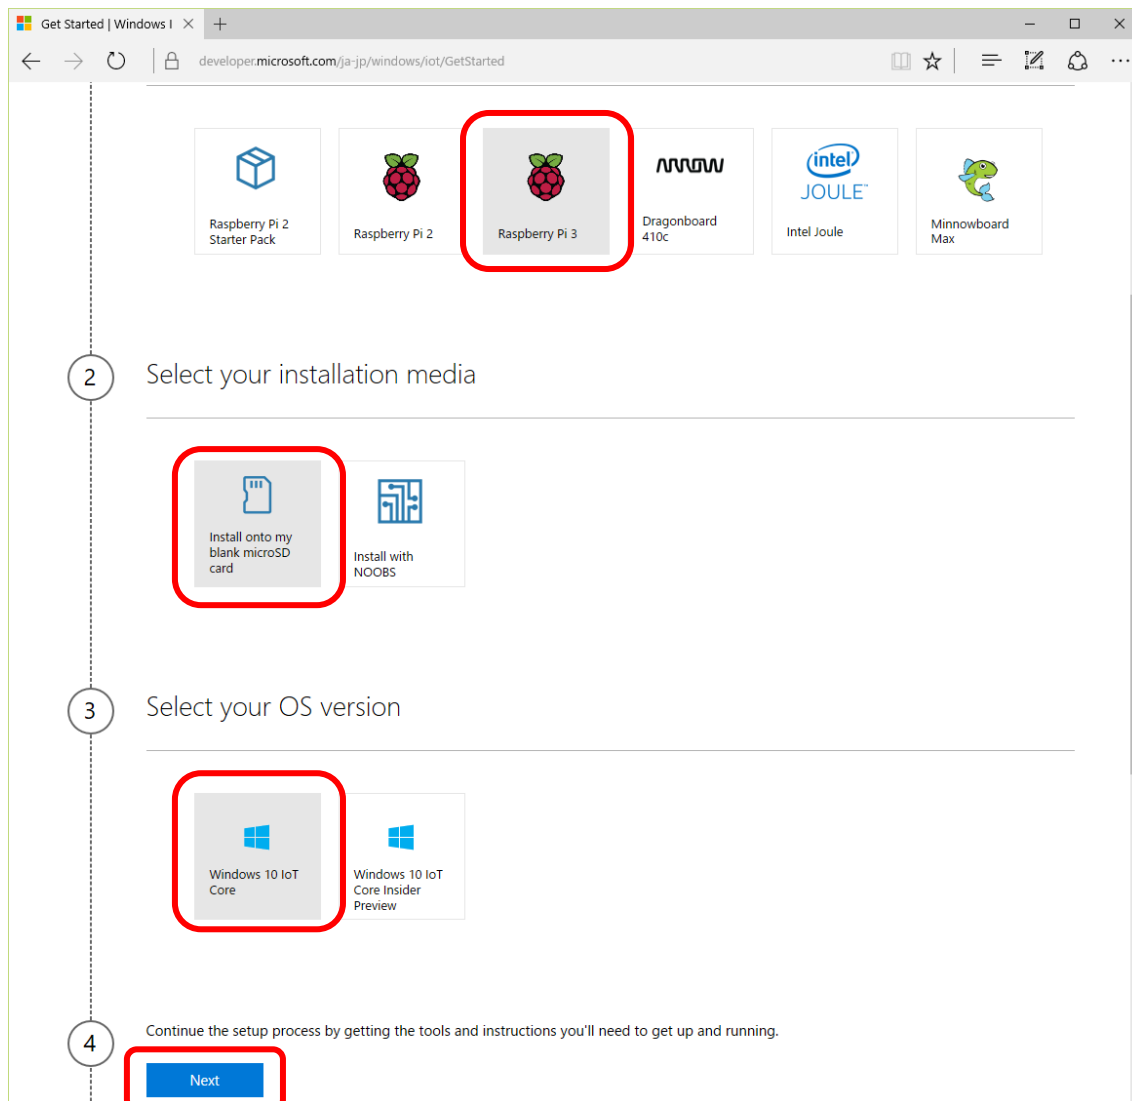 Get Started | Windows I
developer.microsoft.com/ja-jp/windows/iot/GetStarted
Raspberry Pi 2
Starter Pack
Raspberry Pi 2
Raspberry Pi 3
ARROW
Dragonboard
410c
intel
JOULE™
Intel Joule
Minnowboard
Max
2
Select your installation media
Install onto my
blank microSD
card
Install with
NOOBS
3
Select your OS version
Windows 10 IoT
Core
Windows 10 IoT
Core Insider
Preview
4
Continue the setup process by getting the tools and instructions you'll need to get up and running.
Next